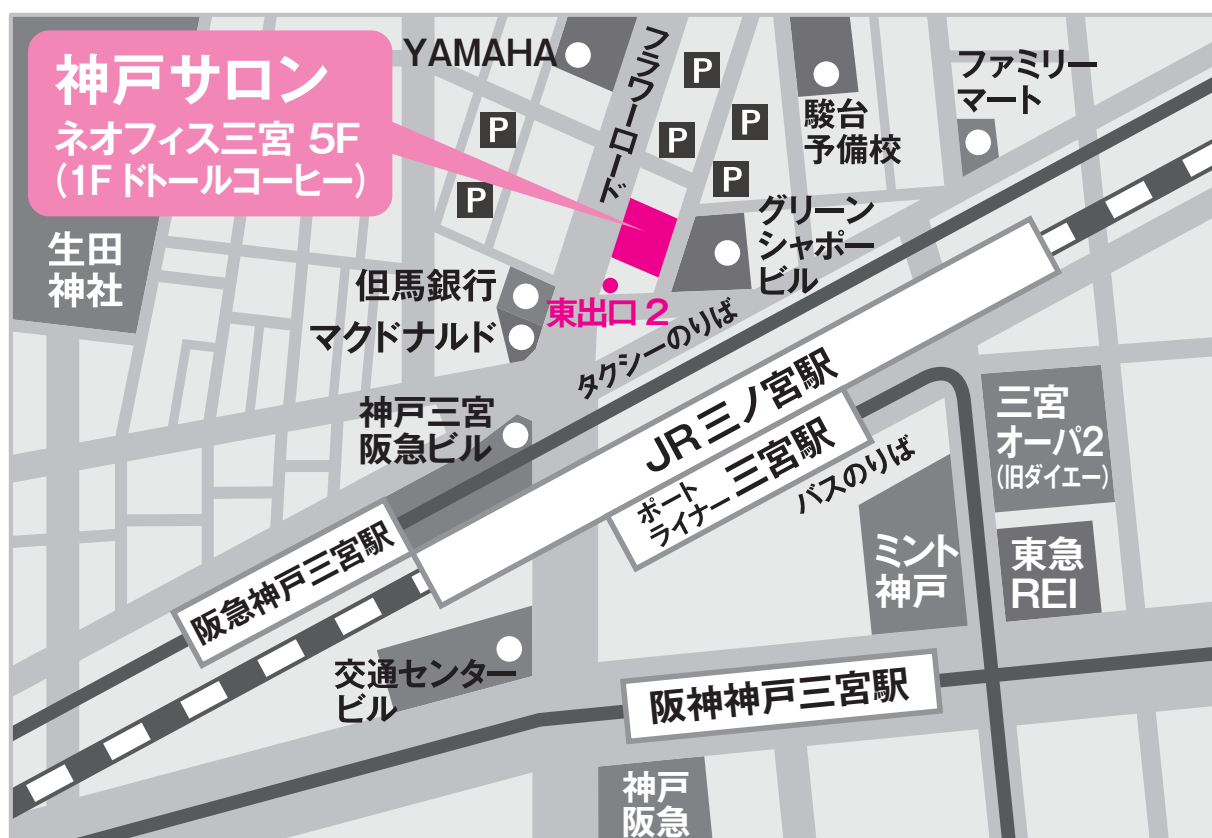 神戸サロン
ネオフィス三宮 5F
(1F ドトールコーヒー)
YAMAHA
フラワーロード
P
P
P
P
P
P
駿台
予備校
ファミリー
マート
生田
神社
グリーン
シャポー
ビル
但馬銀行
マクドナルド
東出口 2
タクシーのりば
神戸三宮
阪急ビル
JR三ノ宮駅
ポート
ライナー三宮駅
バスのりば
三宮
オーパ2
(旧ダイエー)
ミント
神戸
東急
REI
阪急神戸三宮駅
交通センター
ビル
阪神神戸三宮駅
神戸
阪急